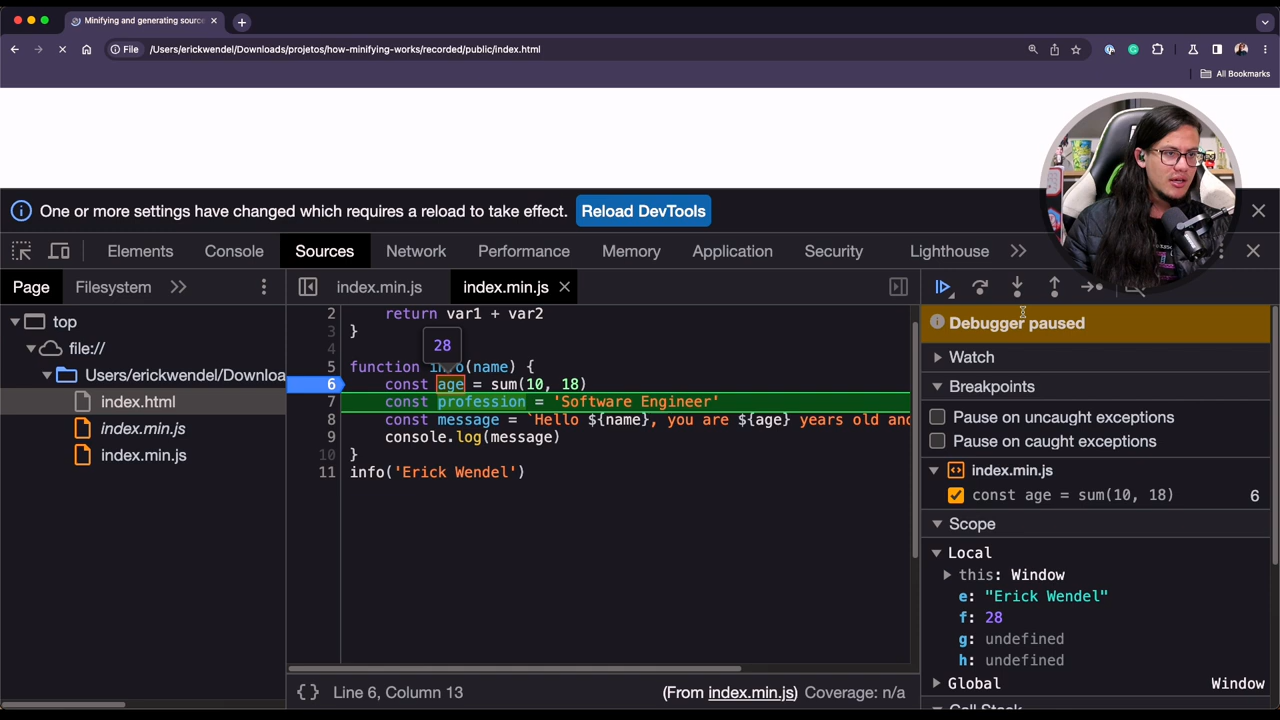 Minifying and generating sourc
File
/Users/erickwendel/Downloads/projetos/how-minifying-works/recorded/public/index.html
All Bookmarks
One or more settings have changed which requires a reload to take effect.
Reload DevTools
Elements
Console
Sources
Network
Performance
Memory
Application
Security
Lighthouse
Page
Filesystem
index.min.js
index.min.js
top
file://
Users/erickwendel/Downloa
index.html
index.min.js
index.min.js
2 return var1 + var2
3 }
4
28
5 function info(name) {
6 const age = sum(10, 18)
7 const profession = 'Software Engineer'
8 const message = `Hello ${name}, you are ${age} years old and
9 console.log(message)
10 }
11 info('Erick Wendel')
{ } Line 6, Column 13
(From index.min.js) Coverage: n/a
Debugger paused
Watch
Breakpoints
Pause on uncaught exceptions
Pause on caught exceptions
index.min.js
const age = sum(10, 18) 6
Scope
Local
this: Window
e: "Erick Wendel"
f: 28
g: undefined
h: undefined
Global Window
Call Stack